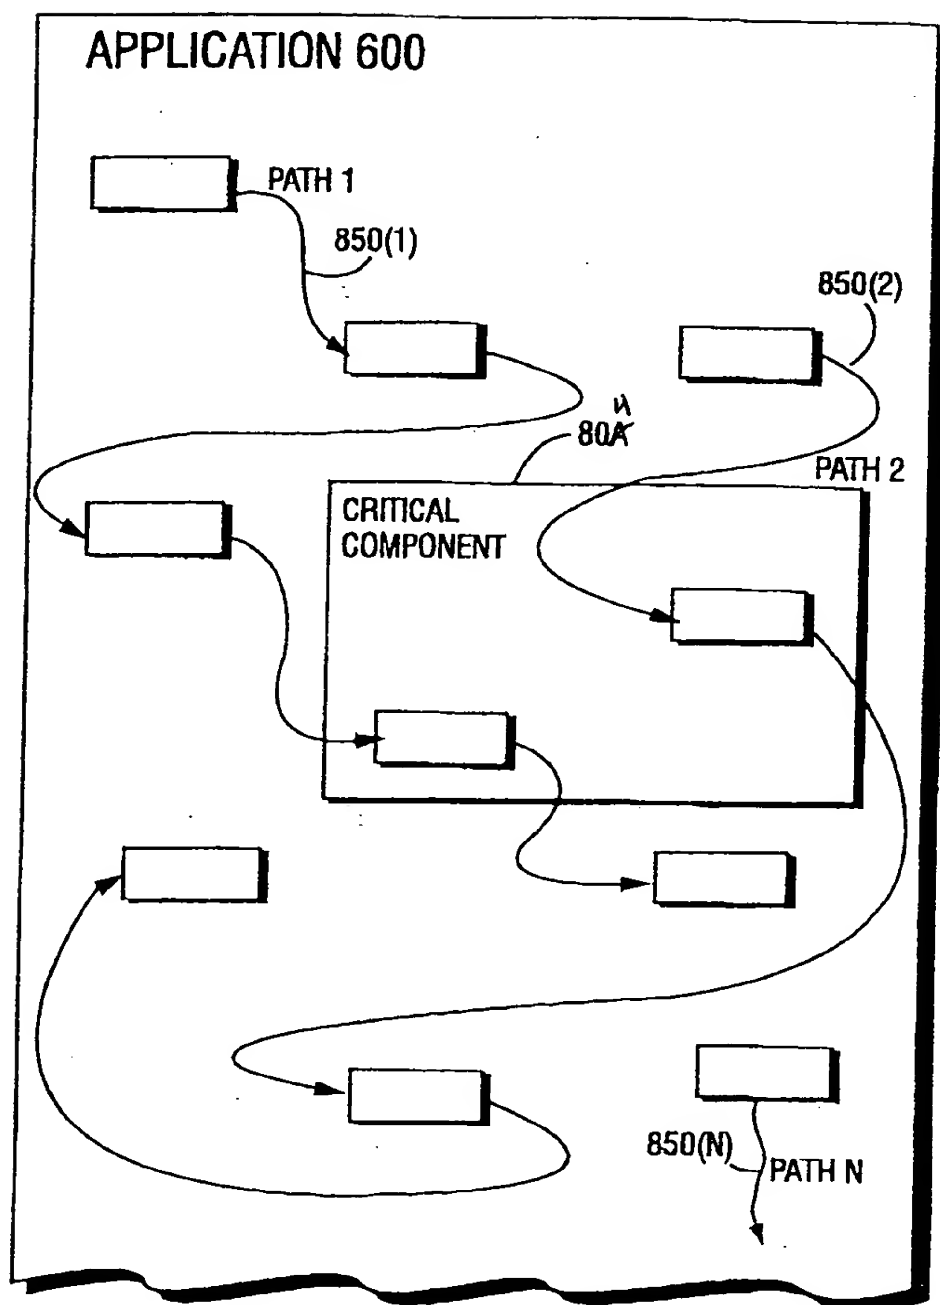 APPLICATION 600
PATH 1
850(1)
850(2)
80A
PATH 2
CRITICAL
COMPONENT
850(N)
PATH N